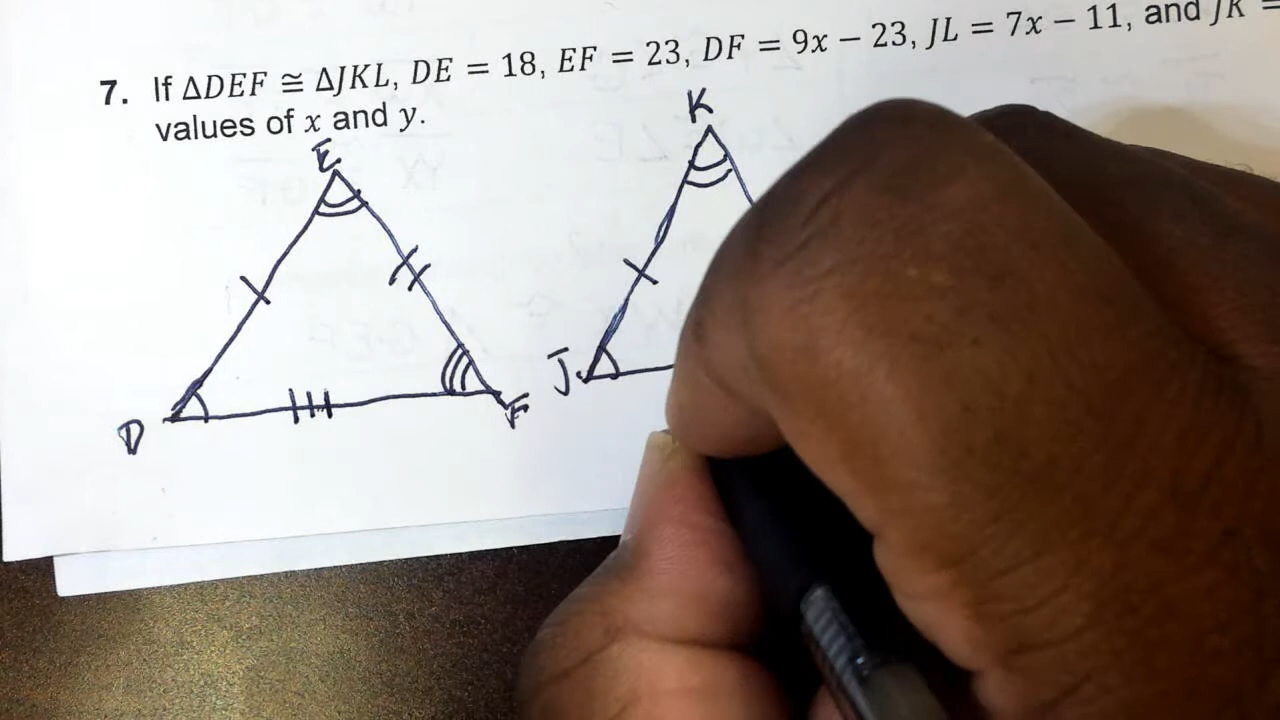 7. If ΔDEF ≅ ΔJKL, DE = 18, EF = 23, DF = 9x − 23, JL = 7x − 11, and JK =
values of x and y.
K
E
J
D
F